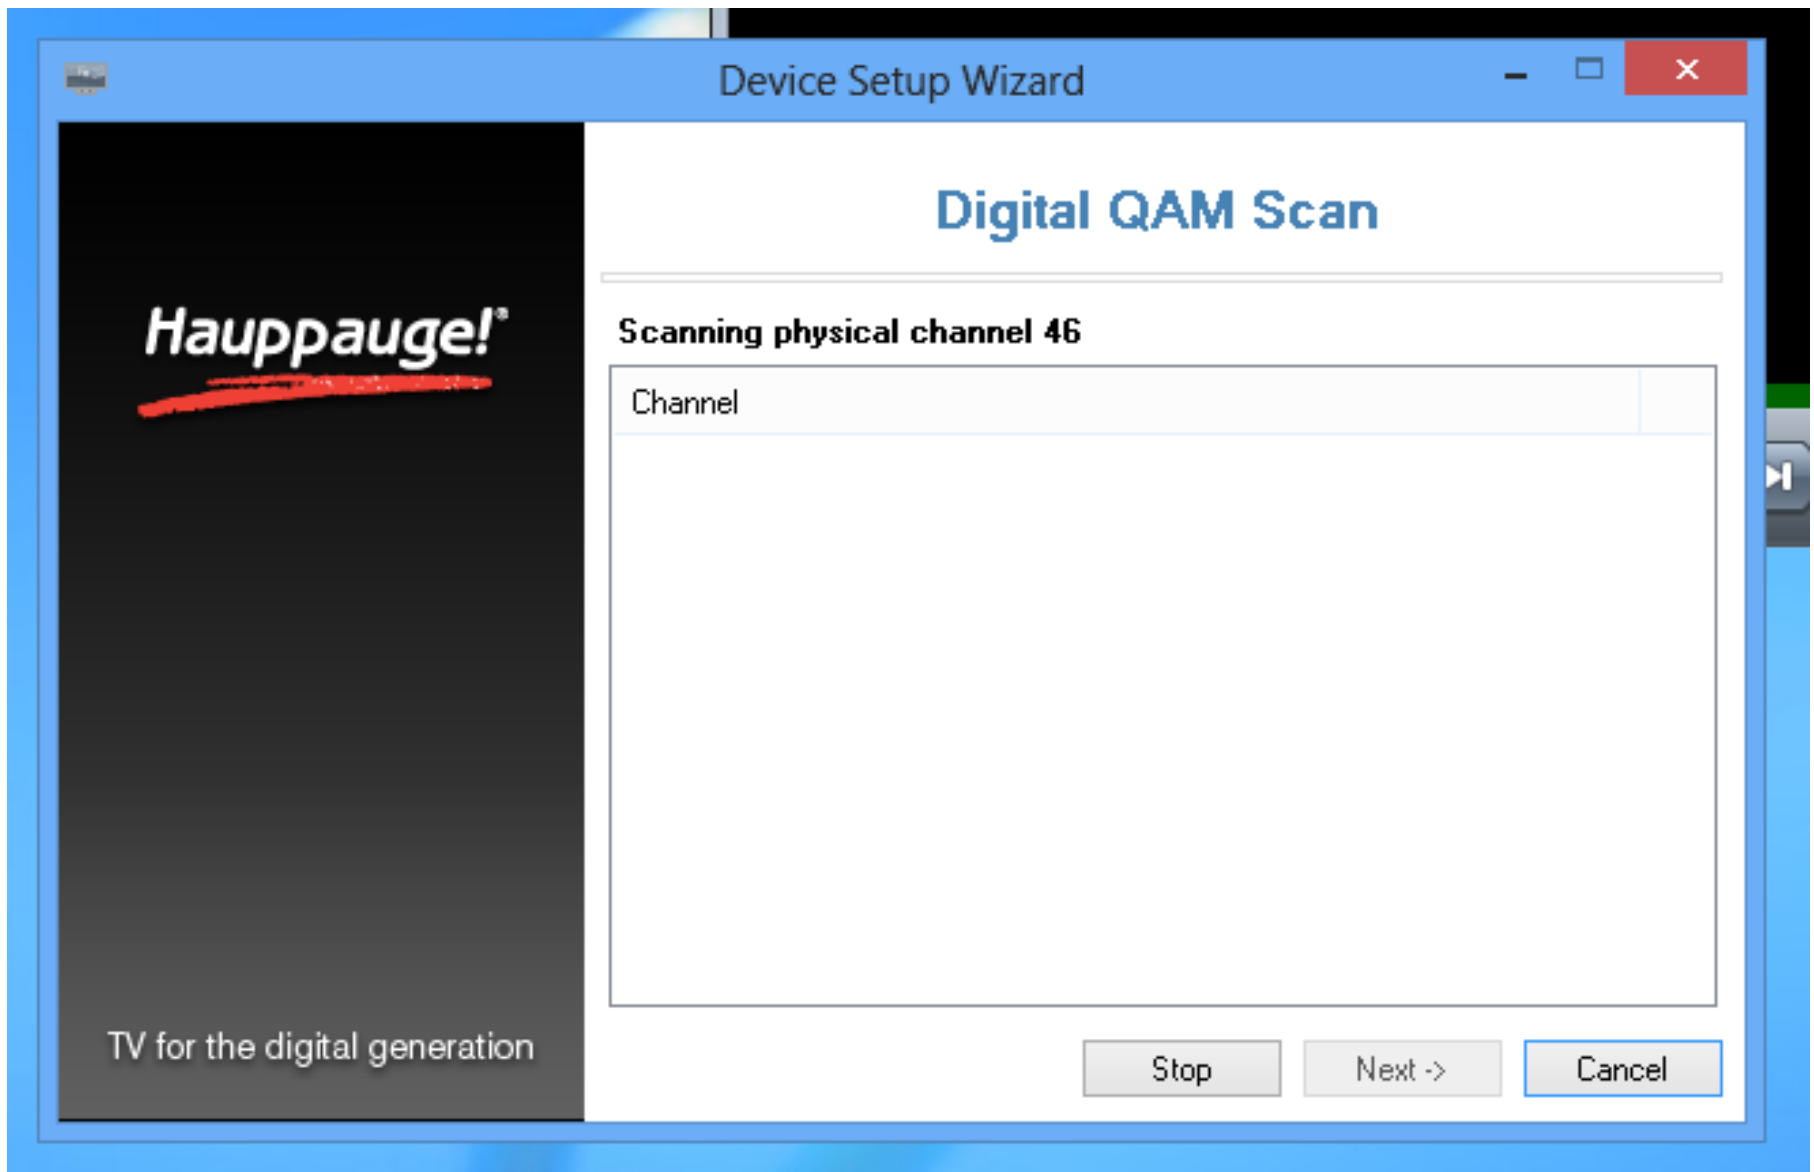 Device Setup Wizard
Hauppauge!®
TV for the digital generation
Digital QAM Scan
Scanning physical channel 46
Channel
Stop
Next ->
Cancel